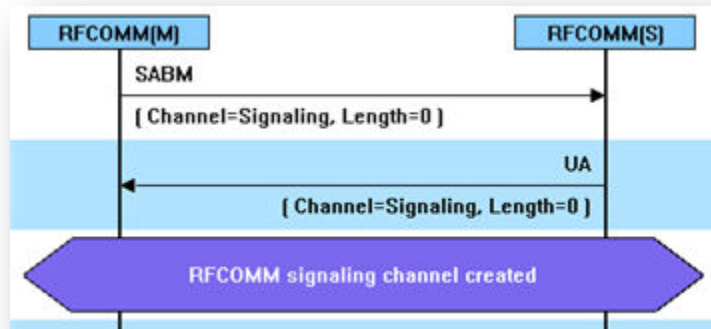 RFCOMM(M) RFCOMM(S)
SABM
( Channel=Signaling, Length=0 )
UA
( Channel=Signaling, Length=0 )
RFCOMM signaling channel created